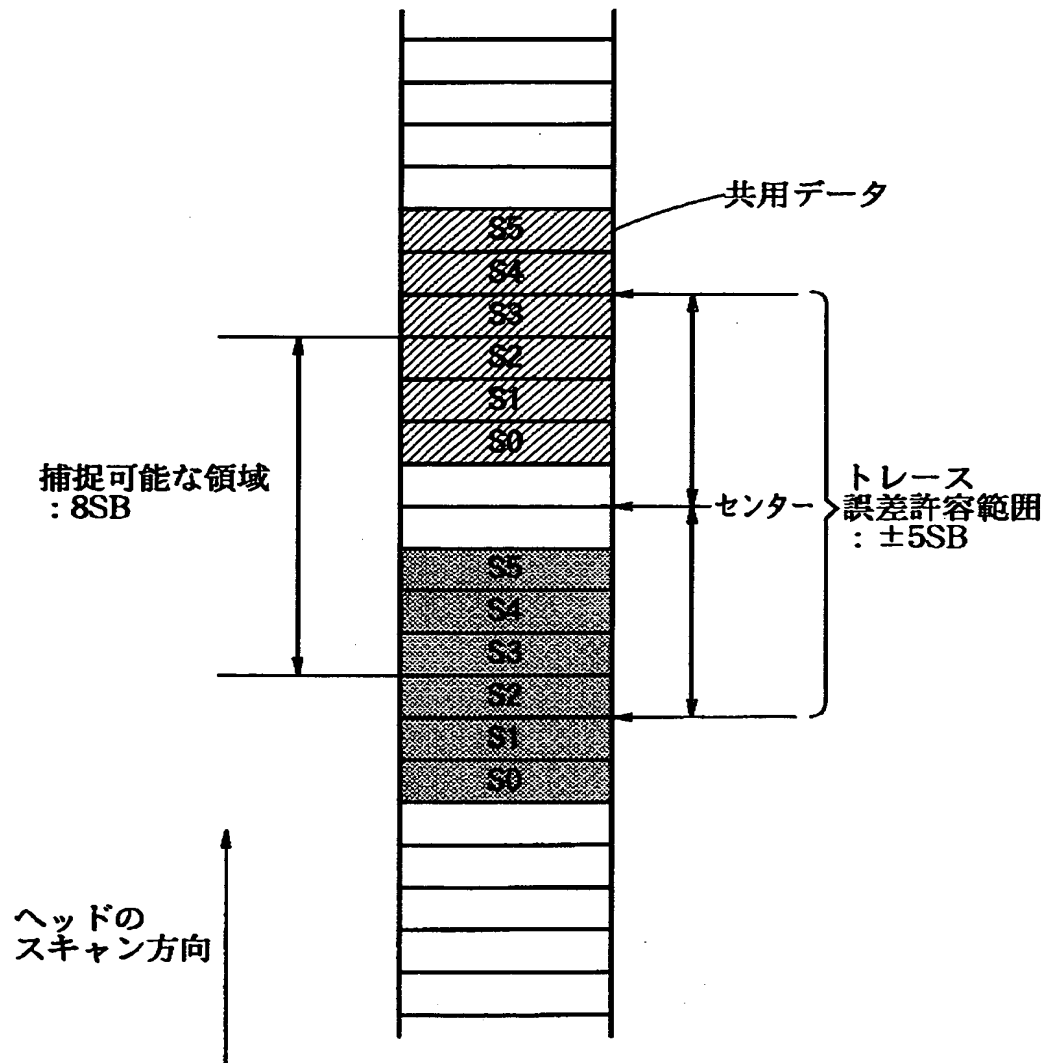 共用データ
S5
S4
S3
S2
S1
S0
捕捉可能な領域
: 8SB
センター
トレース
誤差許容範囲
: ±5SB
S5
S4
S3
S2
S1
S0
ヘッドの
スキャン方向